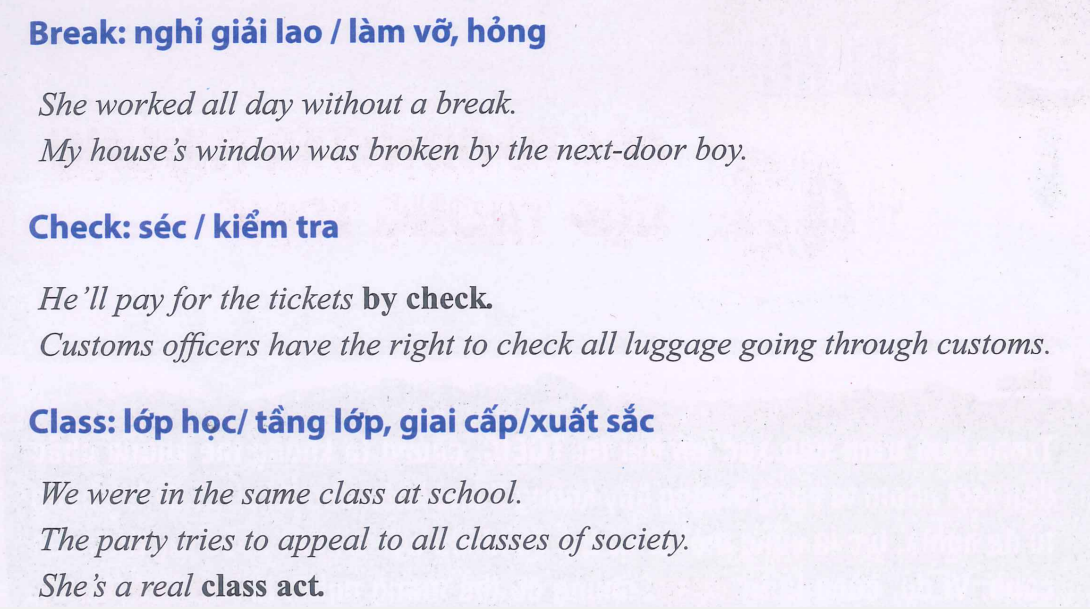 Break: nghỉ giải lao / làm vỡ, hỏng
She worked all day without a break.
My house's window was broken by the next-door boy.
Check: séc / kiểm tra
He'll pay for the tickets by check.
Customs officers have the right to check all luggage going through customs.
Class: lớp học/ tầng lớp, giai cấp/xuất sắc
We were in the same class at school.
The party tries to appeal to all classes of society.
She's a real class act.